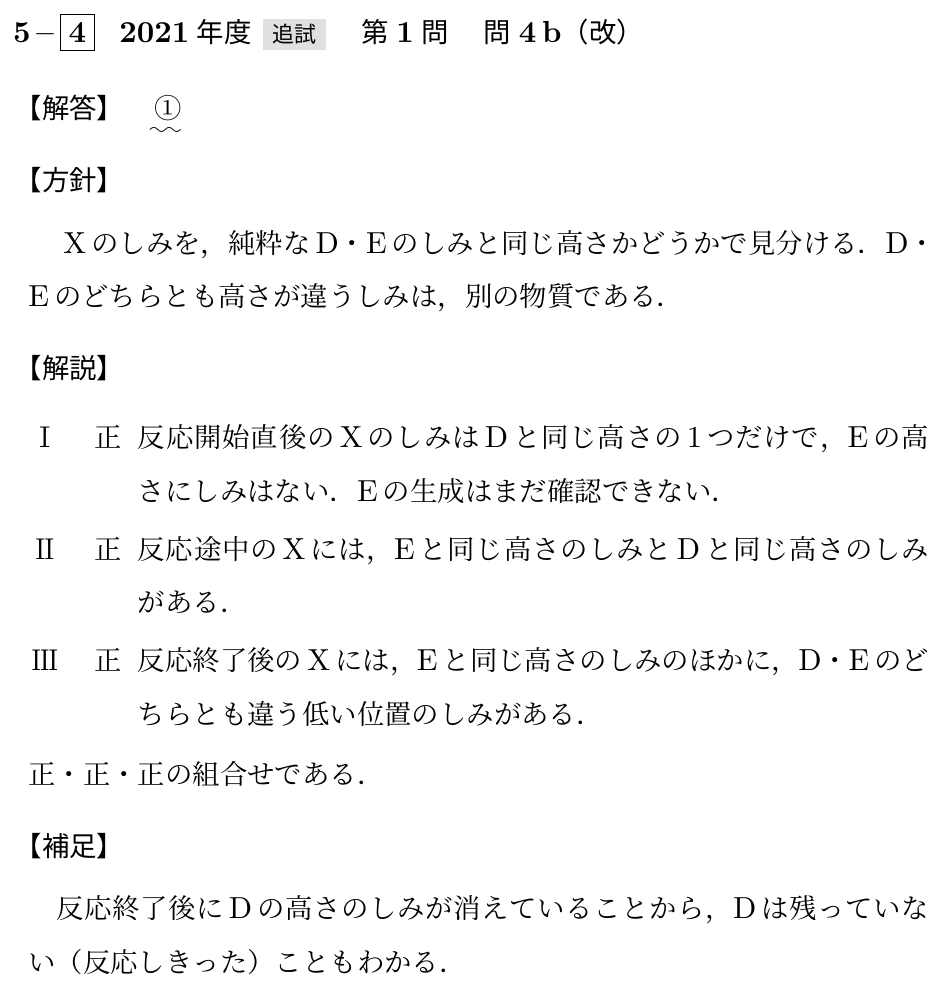 5－4 2021年度 追試 第1問 問4b（改）
【解答】 ①
【方針】
Xのしみを，純粋なD・Eのしみと同じ高さかどうかで見分ける．D・
Eのどちらとも高さが違うしみは，別の物質である．
【解説】
Ⅰ 正 反応開始直後のXのしみはDと同じ高さの1つだけで，Eの高
さにしみはない．Eの生成はまだ確認できない．
Ⅱ 正 反応途中のXには，Eと同じ高さのしみとDと同じ高さのしみ
がある．
Ⅲ 正 反応終了後のXには，Eと同じ高さのしみのほかに，D・Eのど
ちらとも違う低い位置のしみがある．
正・正・正の組合せである．
【補足】
反応終了後にDの高さのしみが消えていることから，Dは残っていな
い（反応しきった）こともわかる．